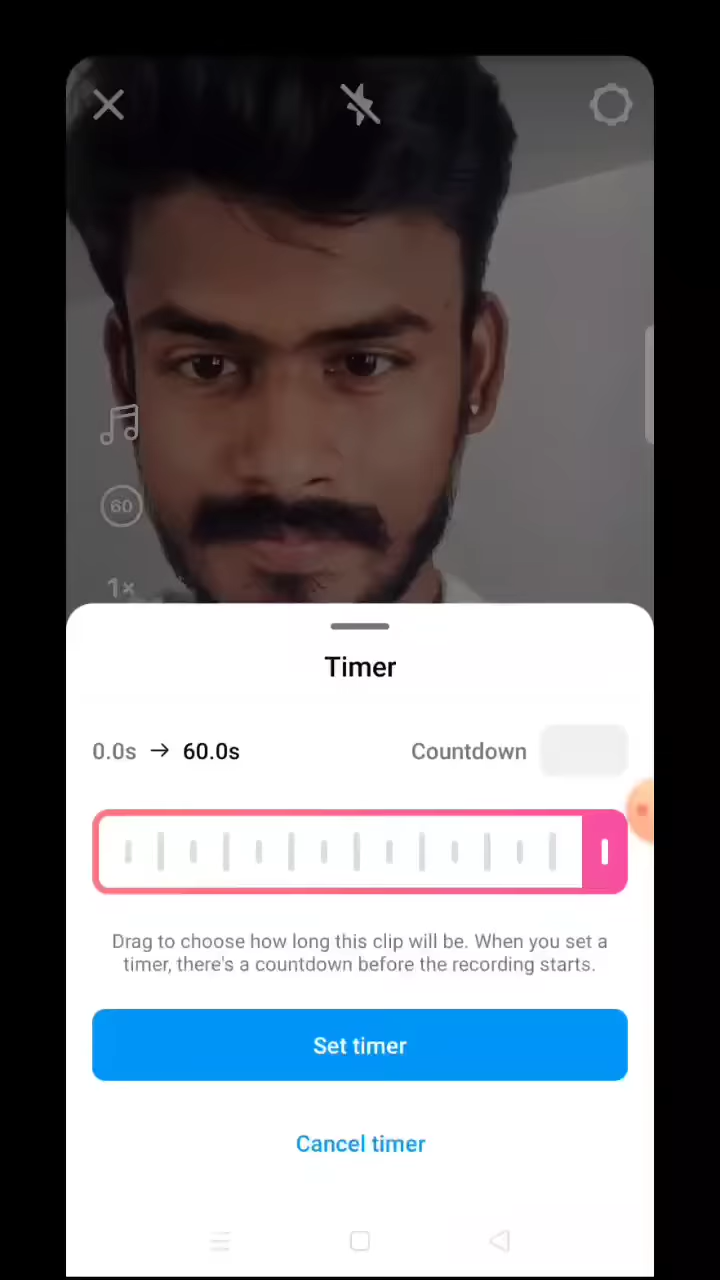 60
1×
Timer
0.0s → 60.0s Countdown
Drag to choose how long this clip will be. When you set a
timer, there's a countdown before the recording starts.
Set timer
Cancel timer